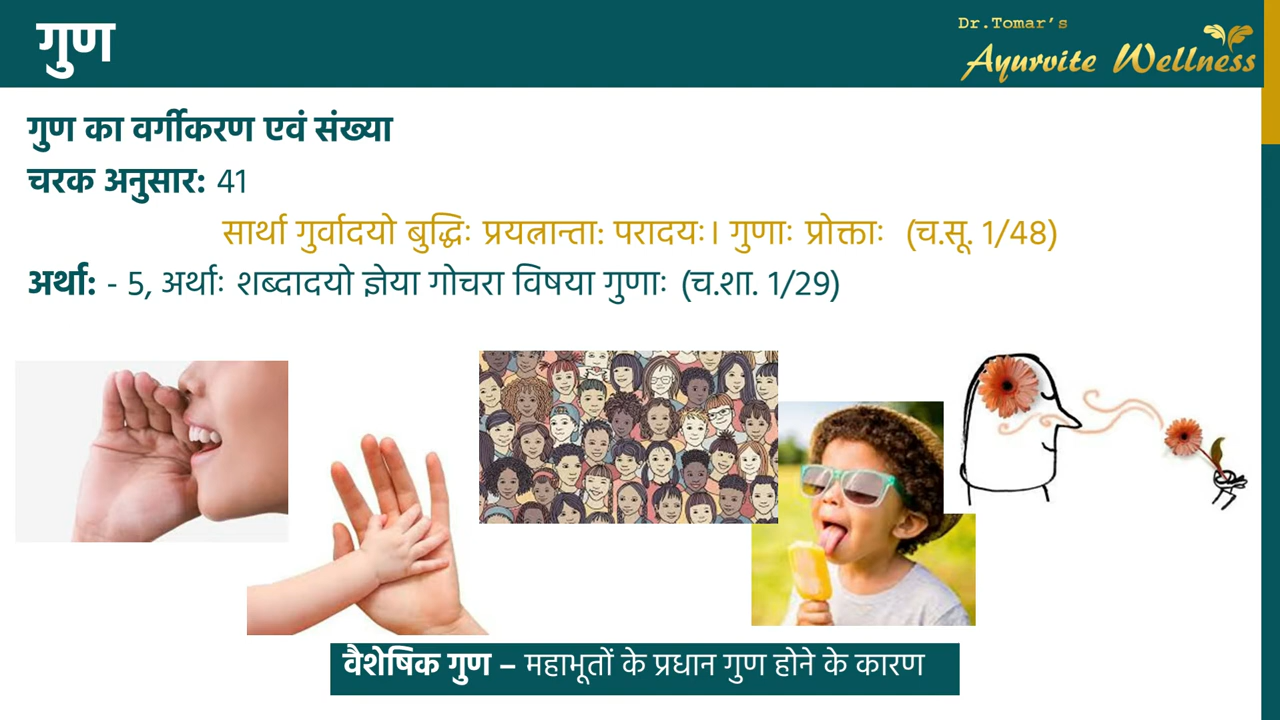 गुण
Dr.Tomar's
Ayurvite Wellness
गुण का वर्गीकरण एवं संख्या
चरक अनुसार: 41
सार्था गुर्वादयो बुद्धिः प्रयत्नान्ता: परादयः। गुणाः प्रोक्ताः (च.सू. 1/48)
अर्था: - 5, अर्थाः शब्दादयो ज्ञेया गोचरा विषया गुणाः (च.शा. 1/29)
वैशेषिक गुण – महाभूतों के प्रधान गुण होने के कारण